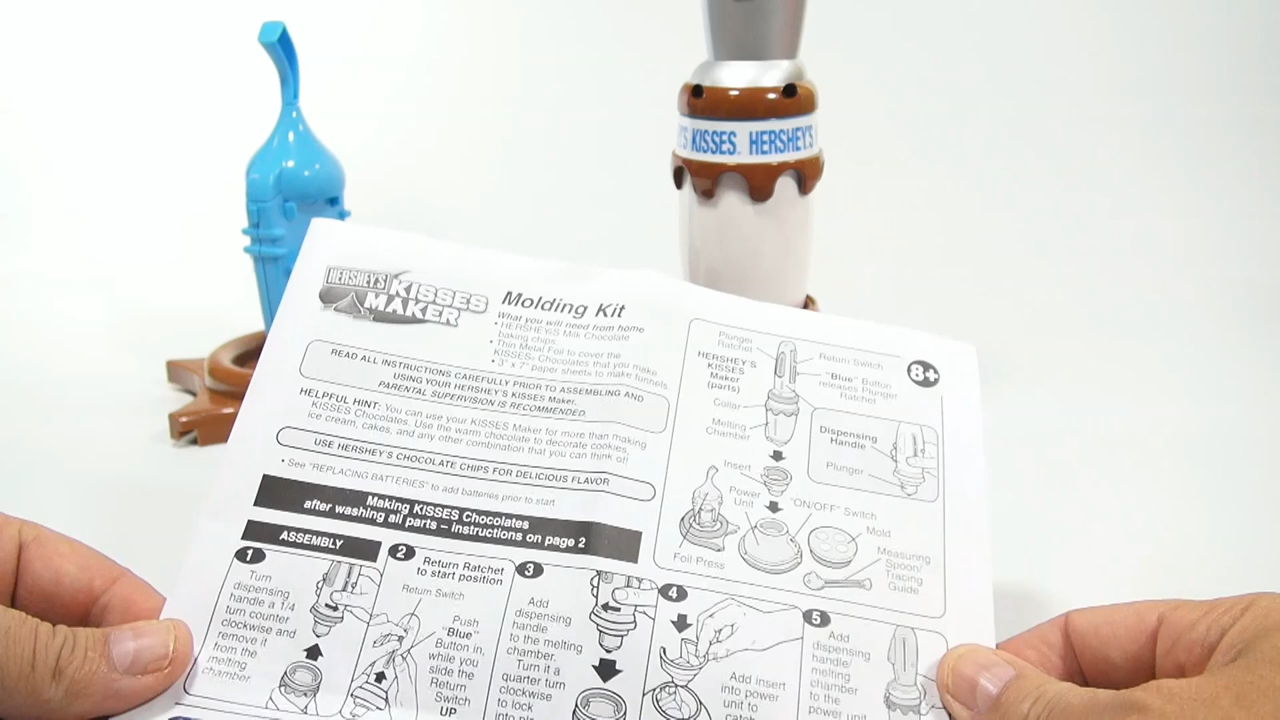 KISSES. HERSHEY'S
HERSHEY'S
KISSES
MAKER
Molding Kit
What you will need from home
• HERSHEY'S Milk Chocolate
baking chips.
• Thin Metal Foil to cover the
KISSES® Chocolates that you make
• 3" x 7" paper sheets to make funnels
READ ALL INSTRUCTIONS CAREFULLY PRIOR TO ASSEMBLING AND
USING YOUR HERSHEY'S KISSES Maker.
PARENTAL SUPERVISION IS RECOMMENDED.
HELPFUL HINT: You can use your KISSES Maker for more than making
KISSES Chocolates. Use the warm chocolate to decorate cookies,
ice cream, cakes, and any other combination that you can think of!
USE HERSHEY'S CHOCOLATE CHIPS FOR DELICIOUS FLAVOR
• See "REPLACING BATTERIES" to add batteries prior to start
Making KISSES Chocolates
after washing all parts – instructions on page 2
8+
Plunger
Ratchet
HERSHEY'S
KISSES
Maker
(parts)
Return Switch
"Blue" Button
releases Plunger
Ratchet
Collar
Melting
Chamber
Dispensing
Handle
Plunger
Insert
Power
Unit
"ON/OFF" Switch
Mold
Foil Press
Measuring
Spoon/
Tracing
Guide
ASSEMBLY
1
Turn
dispensing
handle a 1/4
turn counter
clockwise and
remove it
from the
melting
chamber
2
Return Ratchet
to start position
Return Switch
Push
"Blue"
Button in,
while you
slide the
Return
Switch
UP
3
Add
dispensing
handle
to the melting
chamber.
Turn it a
quarter turn
clockwise
to lock
4
Add Insert
into power
unit to
5
Add
dispensing
handle/
melting
chamber to
the power